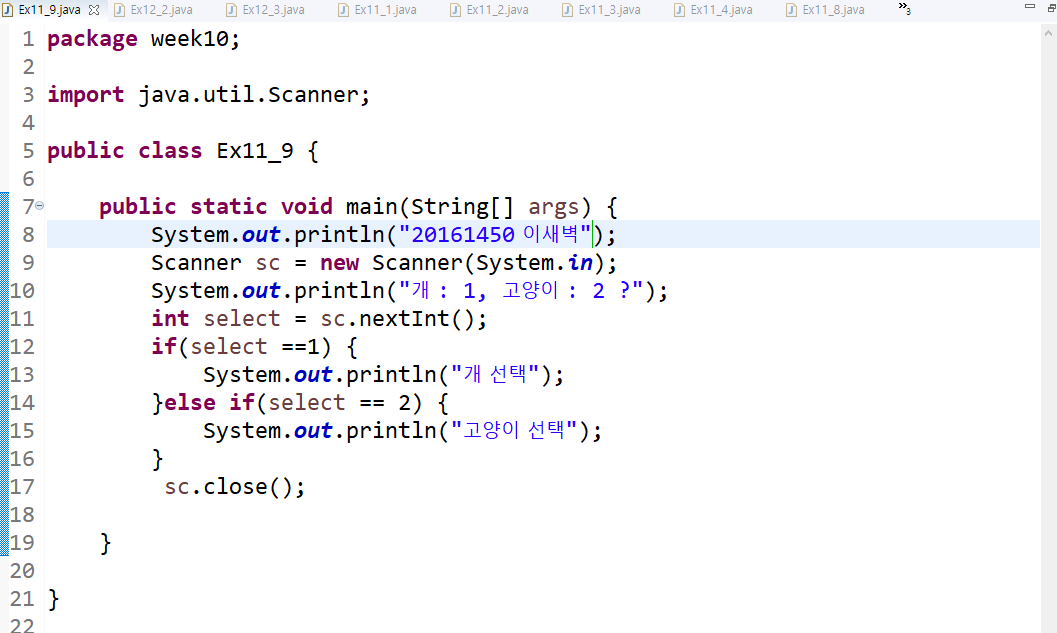 Ex11_9.java Ex12_2.java Ex12_3.java Ex11_1.java Ex11_2.java Ex11_3.java Ex11_4.java Ex11_8.java »3
1 package week10;
2
3 import java.util.Scanner;
4
5 public class Ex11_9 {
6
7     public static void main(String[] args) {
8         System.out.println("20161450 이새벽");
9         Scanner sc = new Scanner(System.in);
10         System.out.println("개 : 1, 고양이 : 2 ?");
11         int select = sc.nextInt();
12         if(select ==1) {
13             System.out.println("개 선택");
14         }else if(select == 2) {
15             System.out.println("고양이 선택");
16         }
17          sc.close();
18
19     }
20
21 }
22